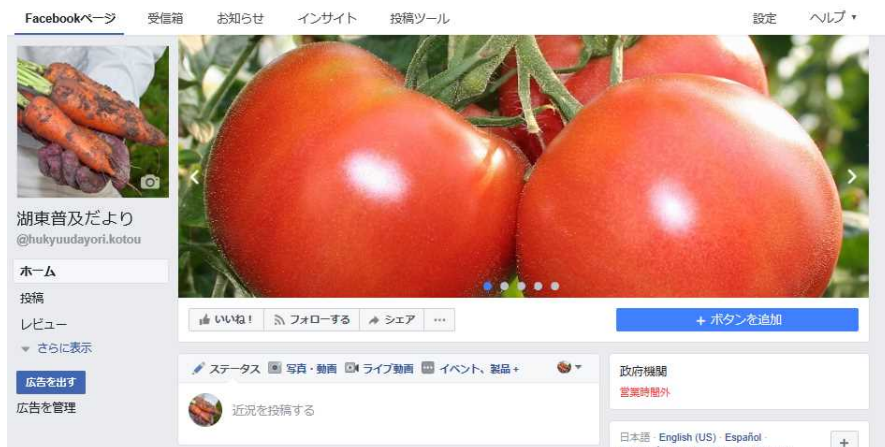 Facebookページ 受信箱 お知らせ インサイト 投稿ツール 設定 ヘルプ
湖東普及だより
@hukyuudayori.kotou
ホーム
投稿
レビュー
さらに表示
広告を出す
広告を管理
いいね！ フォローする シェア ...
+ ボタンを追加
ステータス 写真・動画 ライブ動画 イベント、製品+
近況を投稿する
政府機関
営業時間外
日本語 · English (US) · Español ·
+